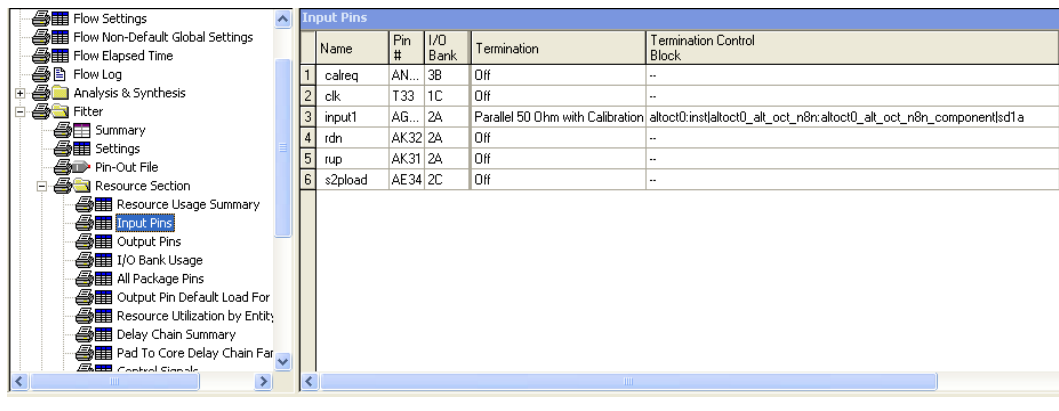 Flow Settings
Flow Non-Default Global Settings
Flow Elapsed Time
Flow Log
Analysis & Synthesis
Fitter
Summary
Settings
Pin-Out File
Resource Section
Resource Usage Summary
Input Pins
Output Pins
I/O Bank Usage
All Package Pins
Output Pin Default Load For
Resource Utilization by Entity
Delay Chain Summary
Pad To Core Delay Chain Fan
Control Signals
Input Pins
Name Pin # I/O Bank Termination Termination Control Block
1 calreq AN... 3B Off --
2 clk T33 1C Off --
3 input1 AG... 2A Parallel 50 Ohm with Calibration altoct0:inst|altoct0_alt_oct_n8n:altoct0_alt_oct_n8n_component|sd1a
4 rdn AK32 2A Off --
5 rup AK31 2A Off --
6 s2pload AE34 2C Off --